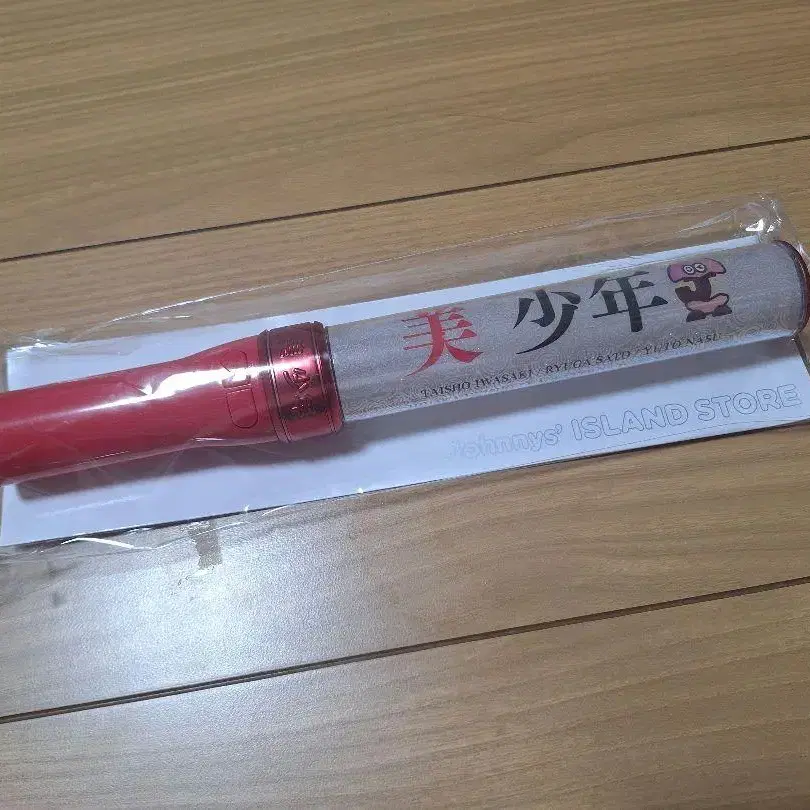 美 少年
TAISHO IWASAKI / RYUGA SATO / YUTO NASU
Johnnys' ISLAND STORE